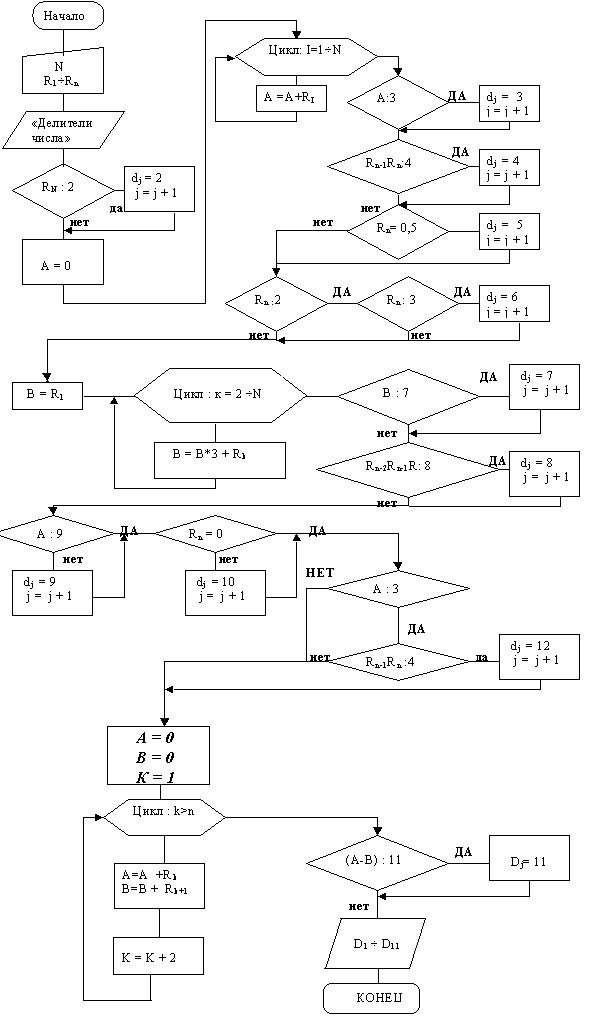 Начало
N
R1÷Rn
«Делители
числа»
RN : 2
dj = 2
j = j + 1
да
нет
A = 0
Цикл: I=1÷N
A =A+RI
A:3
ДА
dj = 3
j = j + 1
Rn-1Rn:4
ДА
dj = 4
j = j + 1
нет
нет
Rn= 0,5
dj = 5
j = j + 1
Rn:2
ДА
Rn: 3
ДА
dj = 6
j = j + 1
нет
нет
B = R1
Цикл : к = 2 ÷N
B = B*3 + Rk
B : 7
ДА
dj = 7
j = j + 1
нет
Rn-2Rn-1R: 8
ДА
dj = 8
j = j + 1
нет
A : 9
ДА
нет
dj = 9
j = j + 1
Rn = 0
ДА
нет
dj = 10
j = j + 1
НЕТ
A : 3
ДА
нет
Rn-1Rn:4
да
dj = 12
j = j + 1
A = 0
B = 0
K = 1
Цикл : k>n
A=A +Rk
B=B + Rk+1
K = K + 2
(A-B) : 11
ДА
Dj= 11
нет
D1 ÷ D11
КОНЕЦ